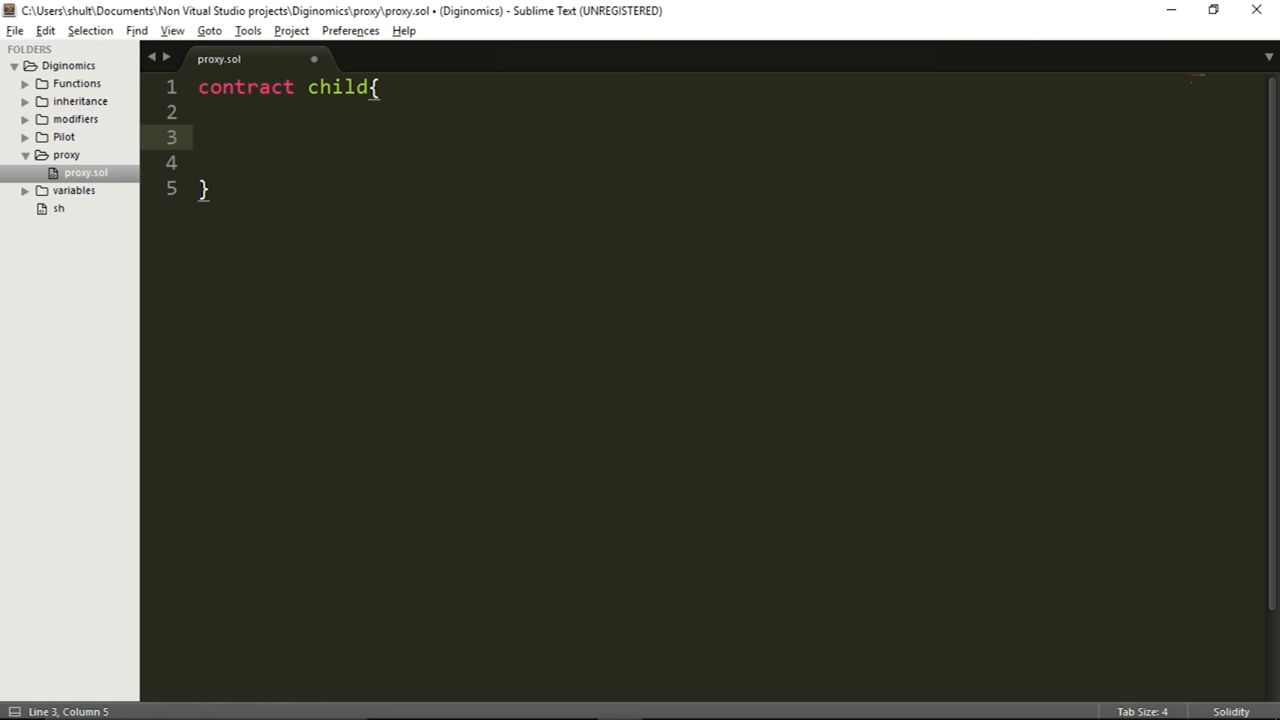 C:\Users\shult\Documents\Non Vitual Studio projects\Diginomics\proxy\proxy.sol • (Diginomics) - Sublime Text (UNREGISTERED)
File Edit Selection Find View Goto Tools Project Preferences Help
FOLDERS
Diginomics
Functions
inheritance
modifiers
Pilot
proxy
proxy.sol
variables
sh
proxy.sol
1 contract child{
2
3
4
5 }
Line 3, Column 5
Tab Size: 4
Solidity